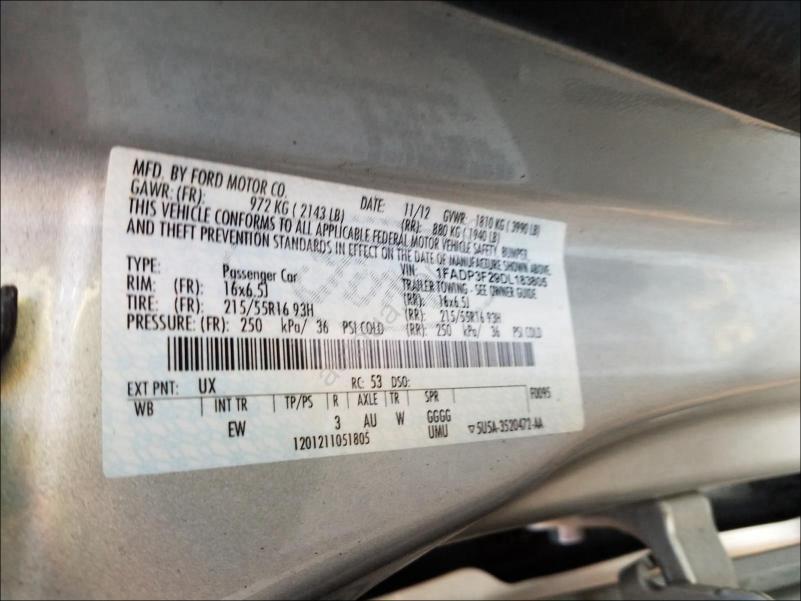 MFD. BY FORD MOTOR CO.
DATE: 11/12 GVWR: 1810 KG ( 3990 LB)
GAWR: (FR): 972 KG ( 2143 LB) (RR): 880 KG ( 1940 LB)
THIS VEHICLE CONFORMS TO ALL APPLICABLE FEDERAL MOTOR VEHICLE SAFETY, BUMPER,
AND THEFT PREVENTION STANDARDS IN EFFECT ON THE DATE OF MANUFACTURE SHOWN ABOVE.
VIN: 1FADP3F29DL183805
TYPE: Passenger Car TRAILER TOWING - SEE OWNER GUIDE
RIM: (FR): 16x6.5J (RR): 16x6.5J
TIRE: (FR): 215/55R16 93H (RR): 215/55R16 93H
PRESSURE: (FR): 250 kPa/ 36 PSI COLD (RR): 250 kPa/ 36 PSI COLD
EXT PNT: UX RC: 53 DSO: F0095
WB INT TR TP/PS R AXLE TR SPR
EW 3 AU W GGGG
UMU
1201211051805 ▽5U5A-3520472-AA